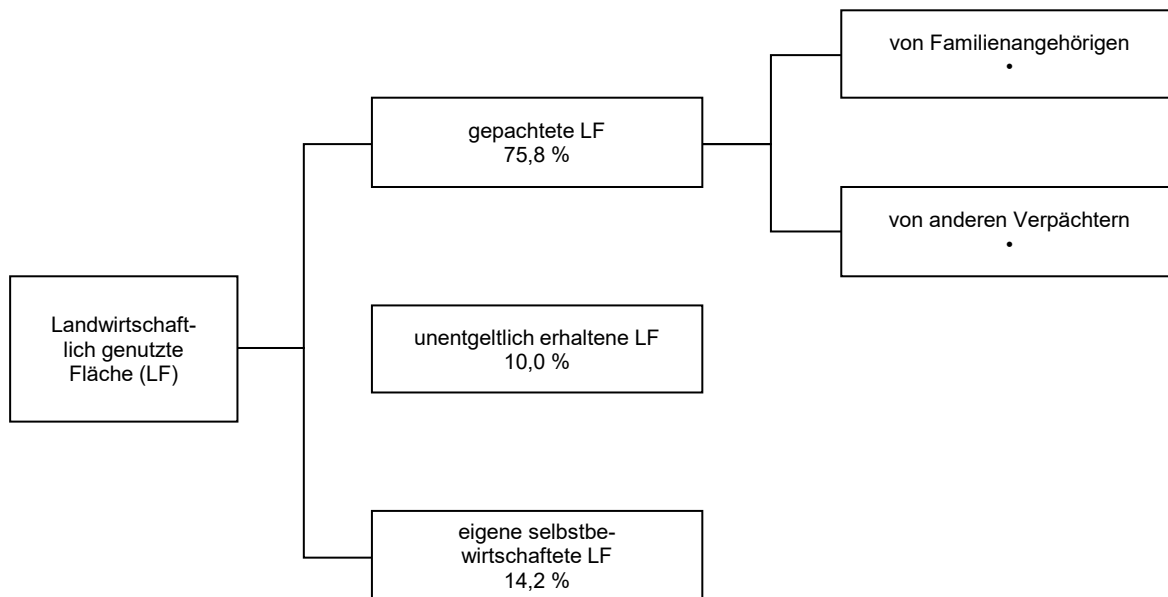 von Familienangehörigen
•
gepachtete LF
75,8 %
von anderen Verpächtern
•
Landwirtschaft-
lich genutzte
Fläche (LF)
unentgeltlich erhaltene LF
10,0 %
eigene selbstbe-
wirtschaftete LF
14,2 %